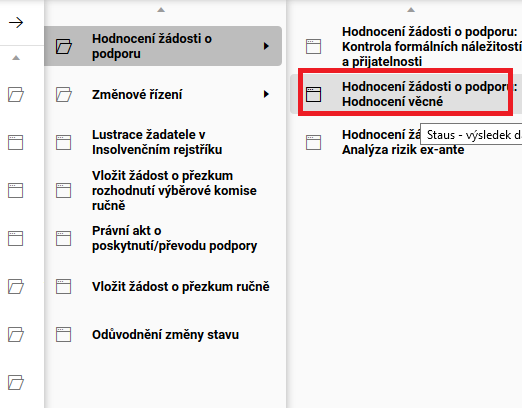 Hodnocení žádosti o
podporu
Změnové řízení
Lustrace žadatele v
Insolvenčním rejstříku
Vložit žádost o přezkum
rozhodnutí výběrové komise
ručně
Právní akt o
poskytnutí/převodu podpory
Vložit žádost o přezkum ručně
Odůvodnění změny stavu
Hodnocení žádosti o podporu:
Kontrola formálních náležitostí
a přijatelnosti
Hodnocení žádosti o podporu:
Hodnocení věcné
Hodnocení
Analýza rizik ex-ante
Staus - výsledek